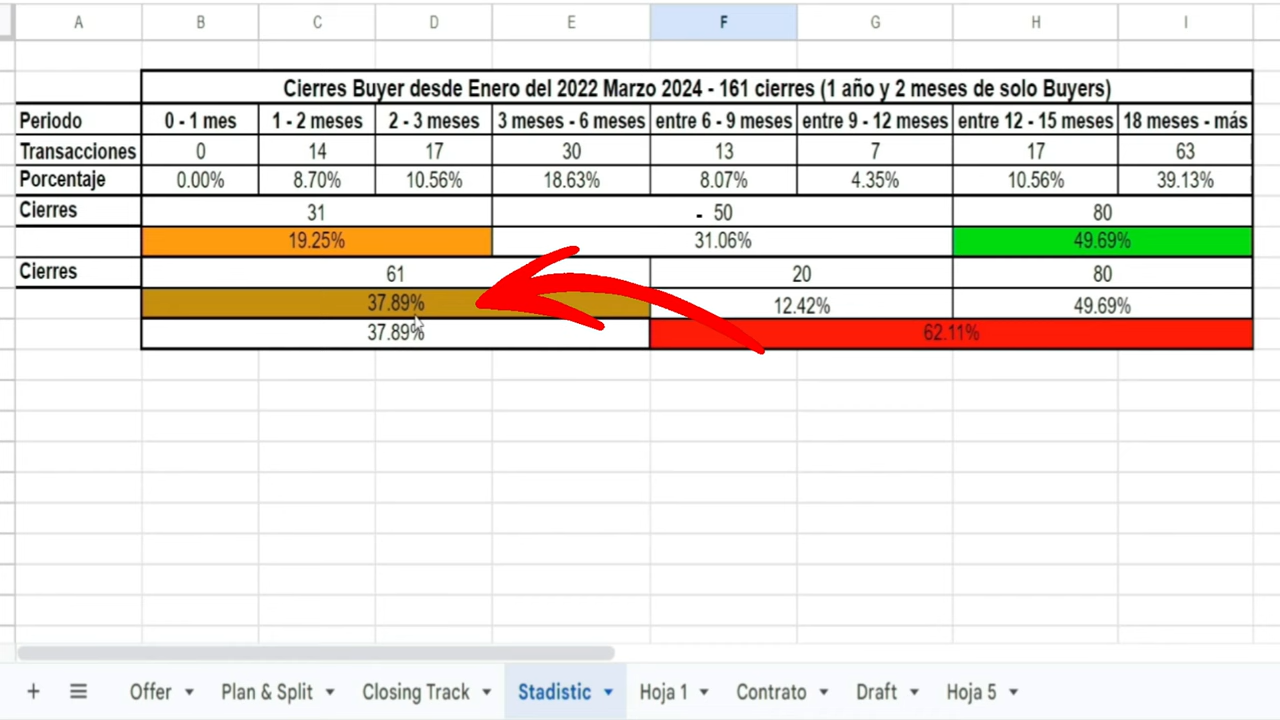 A B C D E F G H I
Cierres Buyer desde Enero del 2022 Marzo 2024 - 161 cierres (1 año y 2 meses de solo Buyers)
Periodo 0 - 1 mes 1 - 2 meses 2 - 3 meses 3 meses - 6 meses entre 6 - 9 meses entre 9 - 12 meses entre 12 - 15 meses 18 meses - más
Transacciones 0 14 17 30 13 7 17 63
Porcentaje 0.00% 8.70% 10.56% 18.63% 8.07% 4.35% 10.56% 39.13%
Cierres 31 - 50 80
19.25% 31.06% 49.69%
Cierres 61 20 80
37.89% 12.42% 49.69%
37.89% 62.11%
+ Offer Plan & Split Closing Track Stadistic Hoja 1 Contrato Draft Hoja 5